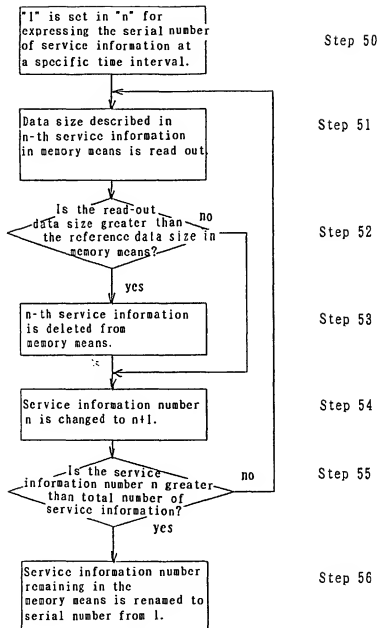 "1" is set in "n" for
expressing the serial number
of service information at
a specific time interval.
Step 50
Data size described in
n-th service information
in memory means is read out.
Step 51
Is the read-out
data size greater than
the reference data size in
memory means?
no
Step 52
yes
n-th service information
is deleted from
memory means.
Step 53
Service information number
n is changed to n+1.
Step 54
Is the service
information number n greater
than total number of
service information?
no
Step 55
yes
Service information number
remaining in the
memory means is renamed to
serial number from 1.
Step 56